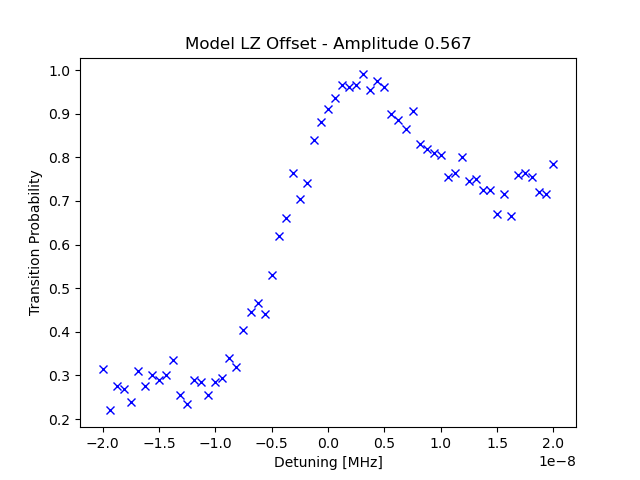 Model LZ Offset - Amplitude 0.567
Transition Probability
1.0
0.9
0.8
0.7
0.6
0.5
0.4
0.3
0.2
−2.0 −1.5 −1.0 −0.5 0.0 0.5 1.0 1.5 2.0
Detuning [MHz]
1e−8